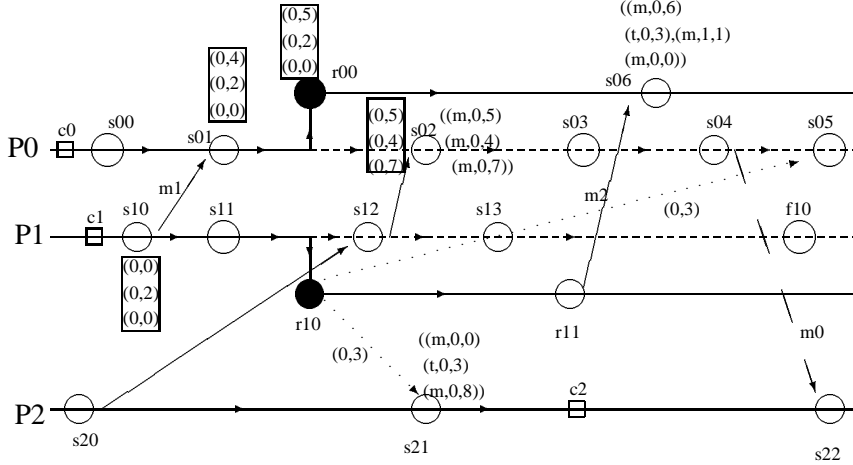 ((m,0,6)
(t,0,3),(m,1,1)
(m,0,0))
(0,5)
(0,2)
(0,0)
r00
s06
(0,4)
(0,2)
(0,0)
(0,5)
(0,4)
(0,7)
((m,0,5)
(m,0,4)
(m,0,7))
P0
c0
s00
s01
s02
s03
s04
s05
m1
m2
(0,3)
P1
c1
s10
s11
s12
s13
f10
(0,0)
(0,2)
(0,0)
r10
r11
(0,3)
((m,0,0)
(t,0,3)
(m,0,8))
m0
P2
c2
s20
s21
s22